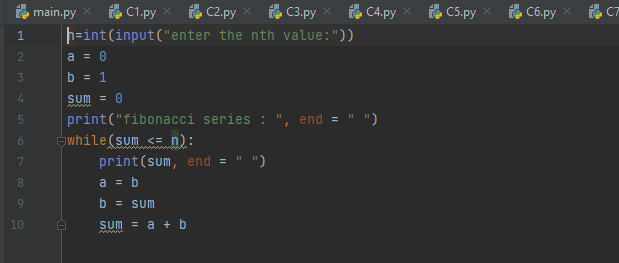 main.py C1.py C2.py C3.py C4.py C5.py C6.py C7
1 n=int(input("enter the nth value:"))
2 a = 0
3 b = 1
4 sum = 0
5 print("fibonacci series : ", end = " ")
6 while(sum <= n):
7 print(sum, end = " ")
8 a = b
9 b = sum
10 sum = a + b